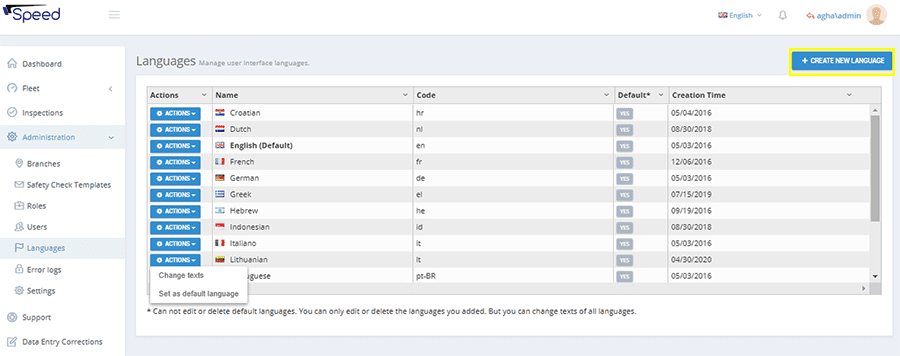 Speed
English
agha\admin
Dashboard
Fleet
Inspections
Administration
Branches
Safety Check Templates
Roles
Users
Languages
Error logs
Settings
Support
Data Entry Corrections
Languages Manage user interface languages.
+ CREATE NEW LANGUAGE
Actions Name Code Default* Creation Time
ACTIONS Croatian hr YES 05/04/2016
ACTIONS Dutch nl YES 08/30/2018
ACTIONS English (Default) en YES 05/03/2016
ACTIONS French fr YES 12/06/2016
ACTIONS German de YES 05/03/2016
ACTIONS Greek el YES 07/15/2019
ACTIONS Hebrew he YES 09/19/2016
ACTIONS Indonesian id YES 08/30/2018
ACTIONS Italiano it YES 05/03/2016
ACTIONS Lithuanian lt YES 04/30/2020
uguese pt-BR YES 05/03/2016
Change texts
Set as default language
* Can not edit or delete default languages. You can only edit or delete the languages you added. But you can change texts of all languages.